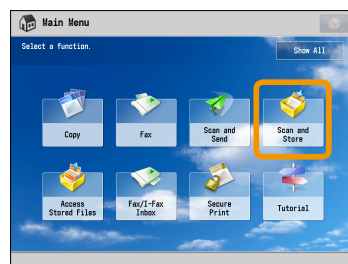 Main Menu
Select a function.
Show All
Copy
Fax
Scan and
Send
Scan and
Store
Access
Stored Files
Fax/I-Fax
Inbox
Secure
Print
Tutorial